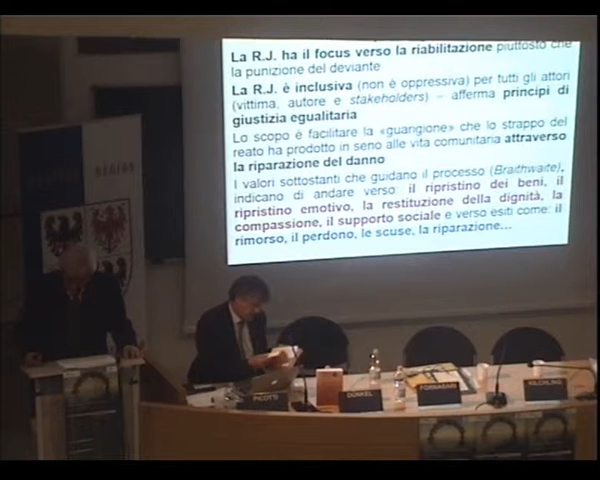 La R.J. ha il focus verso la riabilitazione piuttosto che
la punizione del deviante
La R.J. è inclusiva (non è oppressiva) per tutti gli attori
(vittima, autore e stakeholders) – afferma principi di
giustizia egualitaria
Lo scopo è facilitare la «guarigione» che lo strappo del
reato ha prodotto in seno alle vita comunitaria attraverso
la riparazione del danno
I valori sottostanti che guidano il processo (Braithwaite),
indicano di andare verso: il ripristino dei beni, il
ripristino emotivo, la restituzione della dignità, la
compassione, il supporto sociale e verso esiti come: il
rimorso, il perdono, le scuse, la riparazione...
REGION
PICOTTI
DÜNKEL
FORNASARI
KILCHLING